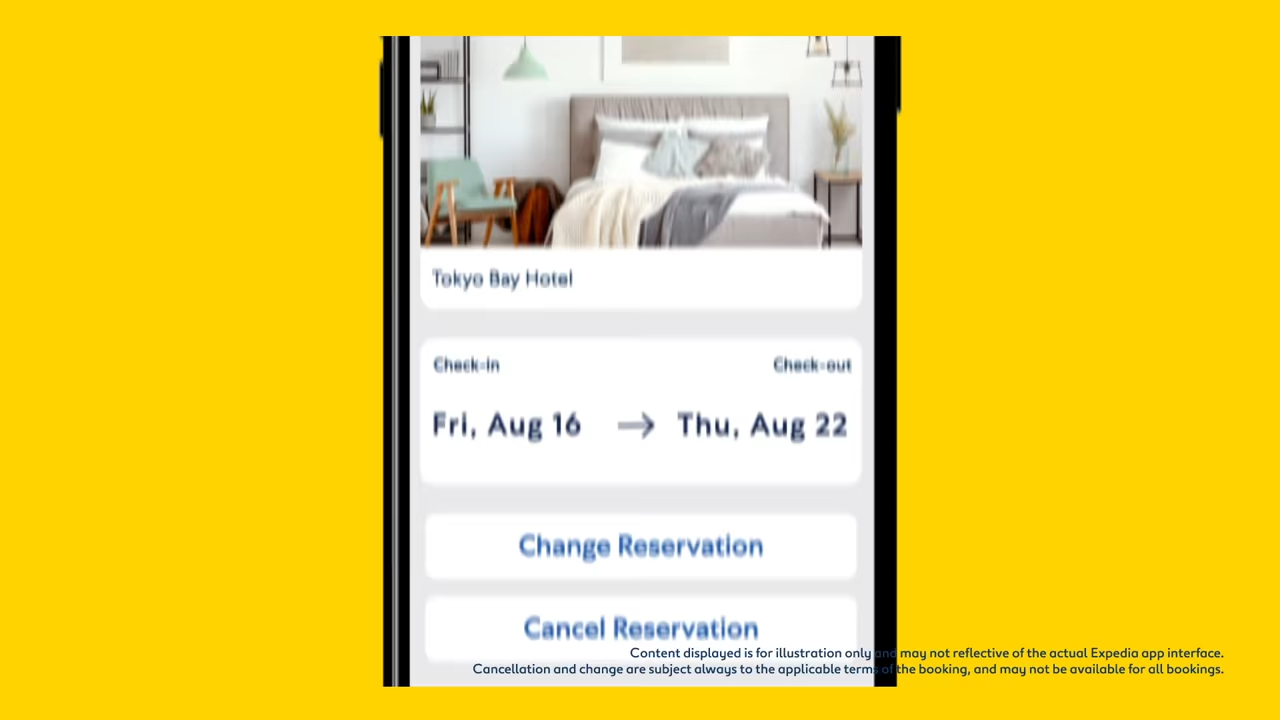 Tokyo Bay Hotel
Check-in Check-out
Fri, Aug 16 → Thu, Aug 22
Change Reservation
Cancel Reservation
Content displayed is for illustration only and may not reflective of the actual Expedia app interface.
Cancellation and change are subject always to the applicable terms of the booking, and may not be available for all bookings.